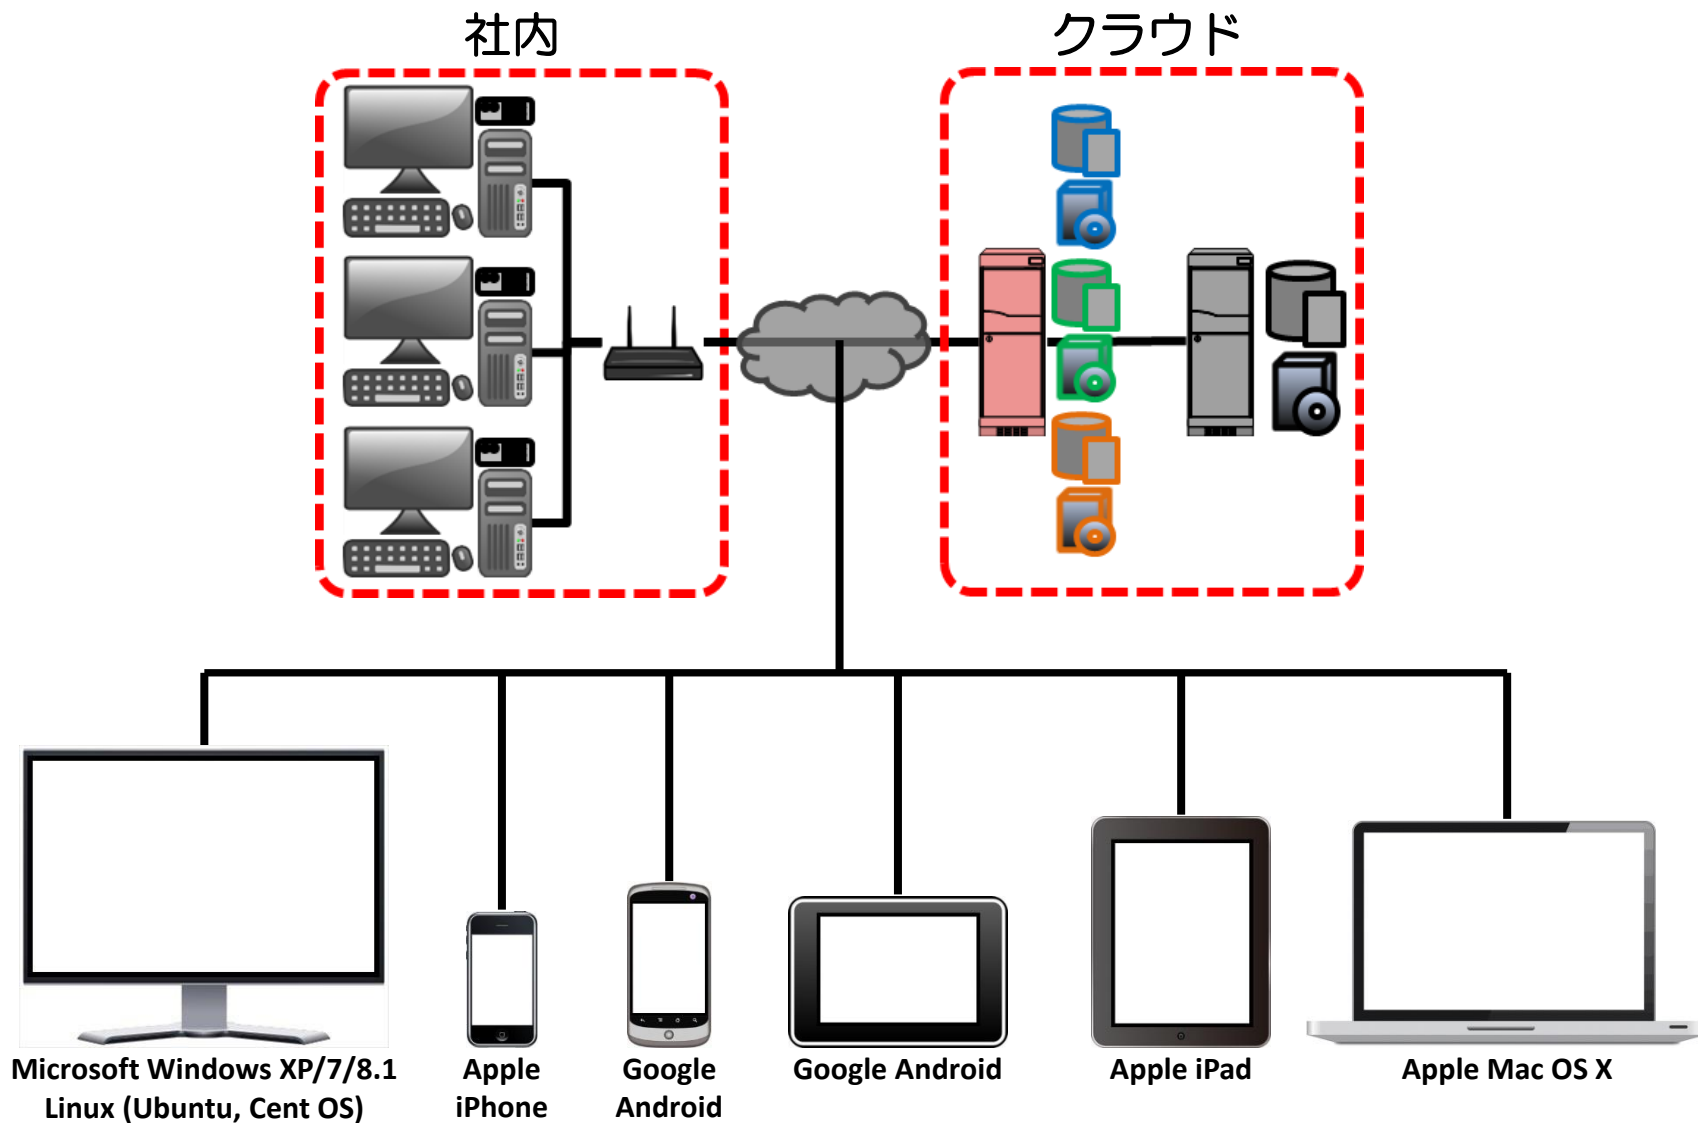 社内
クラウド
Microsoft Windows XP/7/8.1
Linux (Ubuntu, Cent OS)
Apple
iPhone
Google
Android
Google Android
Apple iPad
Apple Mac OS X